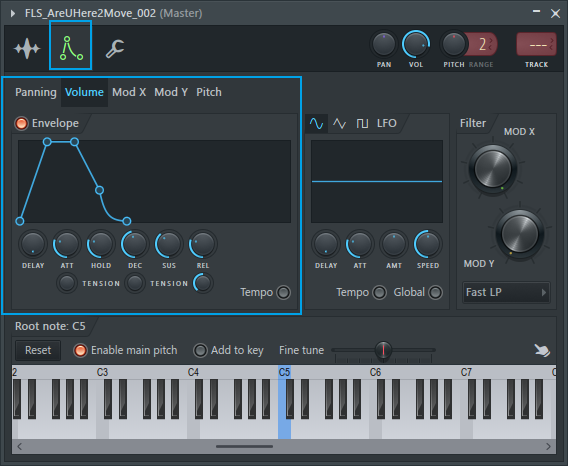 FLS_AreUHere2Move_002 (Master)
2
---
PAN VOL PITCH RANGE TRACK
Panning Volume Mod X Mod Y Pitch
Envelope
LFO
Filter
MOD X
DELAY ATT HOLD DEC SUS REL
DELAY ATT AMT SPEED
MOD Y
TENSION TENSION
Tempo
Tempo Global
Fast LP
Root note: C5
Reset Enable main pitch Add to key Fine tune
2 C3 C4 C5 C6 C7 C